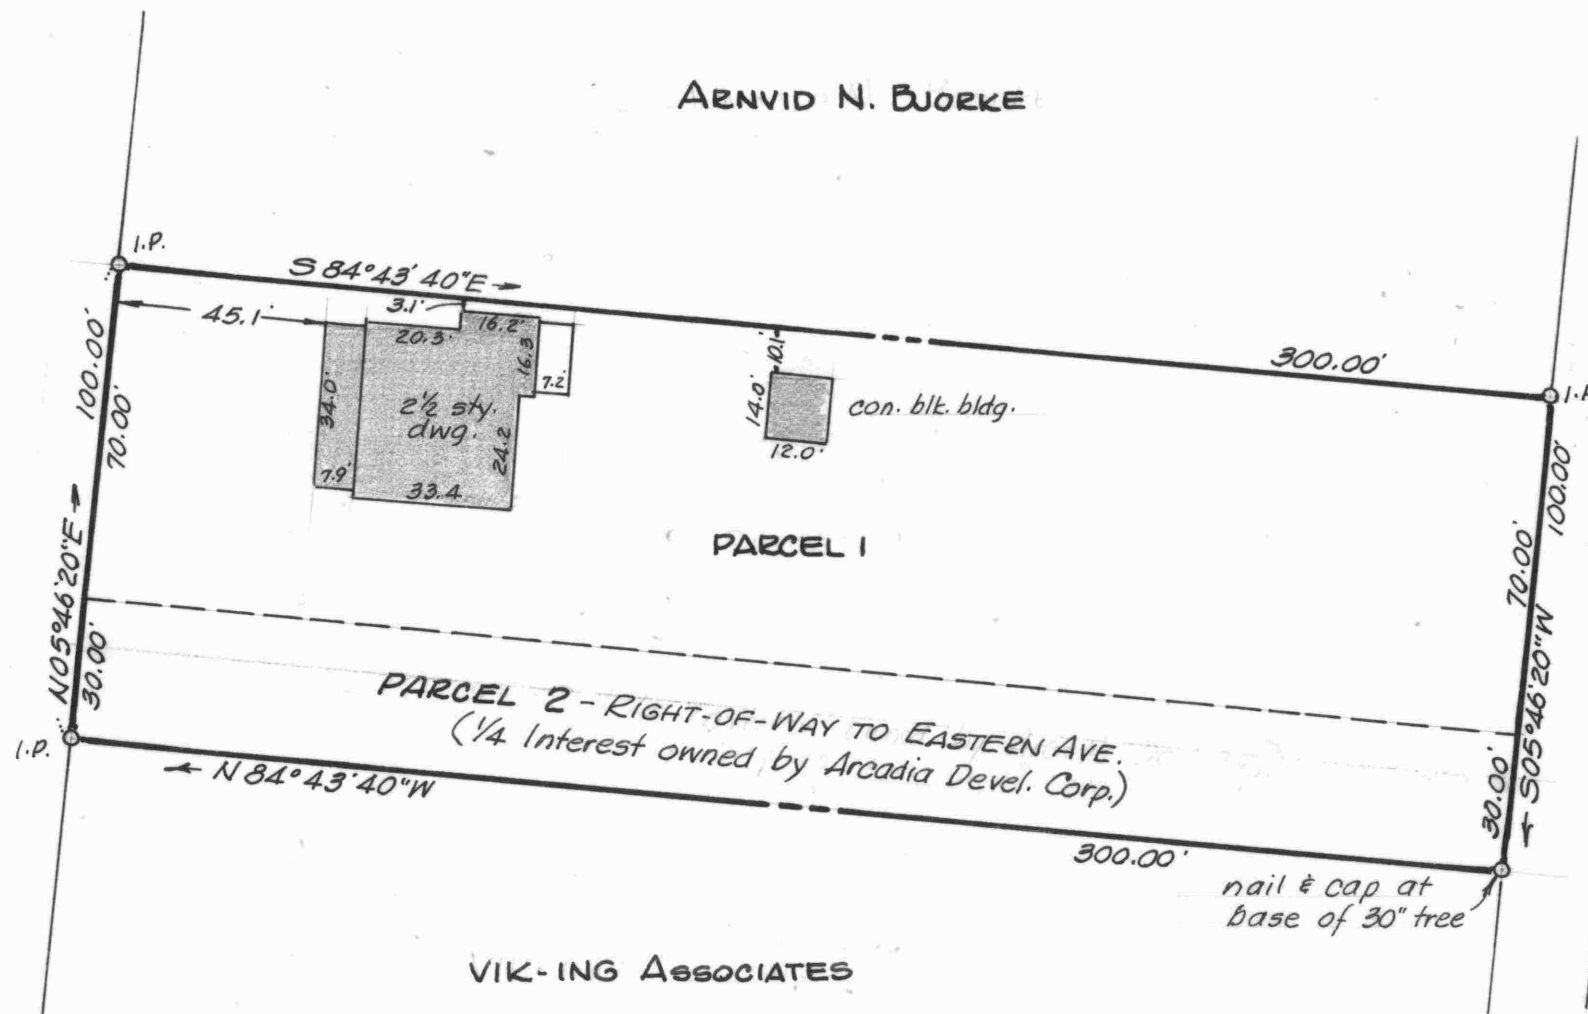 ARNVID N. BJORKE
I.P.
S 84°43'40"E →
3.1'
45.1'
20.3'
16.2'
16.3
7.2'
34.0'
2½ sty.
dwg.
24.2
7.9'
33.4
10.1'
14.0'
12.0'
con. blk. bldg.
300.00'
I.P.
100.00'
70.00'
N05°46'20"E →
30.00'
PARCEL 1
100.00'
70.00'
← S05°46'20"W
30.00'
PARCEL 2 - RIGHT-OF-WAY TO EASTERN AVE.
(¼ Interest owned by Arcadia Devel. Corp.)
I.P.
← N 84°43'40"W
300.00'
nail & cap at
base of 30" tree
VIK-ING ASSOCIATES